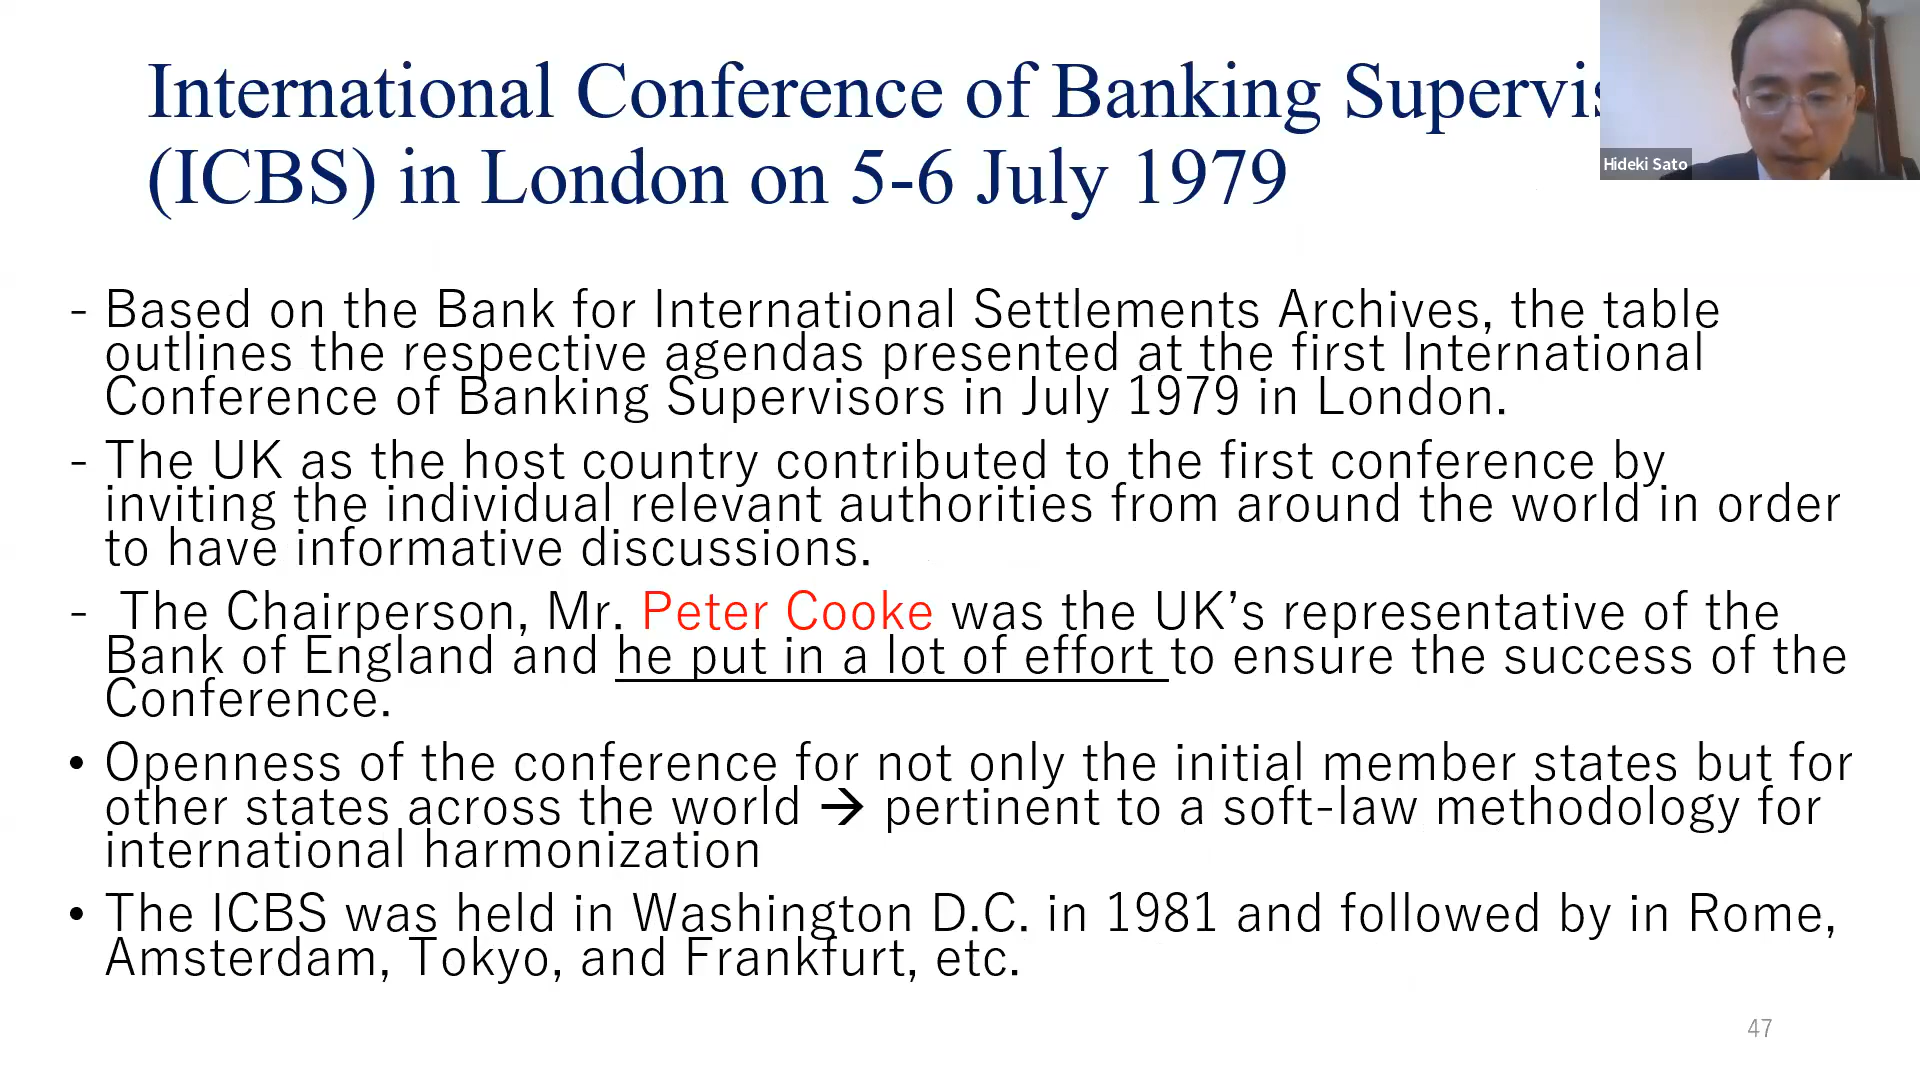 International Conference of Banking Supervis
(ICBS) in London on 5-6 July 1979
Hideki Sato
- Based on the Bank for International Settlements Archives, the table
outlines the respective agendas presented at the first International
Conference of Banking Supervisors in July 1979 in London.
- The UK as the host country contributed to the first conference by
inviting the individual relevant authorities from around the world in order
to have informative discussions.
- The Chairperson, Mr. Peter Cooke was the UK’s representative of the
Bank of England and he put in a lot of effort to ensure the success of the
Conference.
• Openness of the conference for not only the initial member states but for
other states across the world → pertinent to a soft-law methodology for
international harmonization
• The ICBS was held in Washington D.C. in 1981 and followed by in Rome,
Amsterdam, Tokyo, and Frankfurt, etc.
47